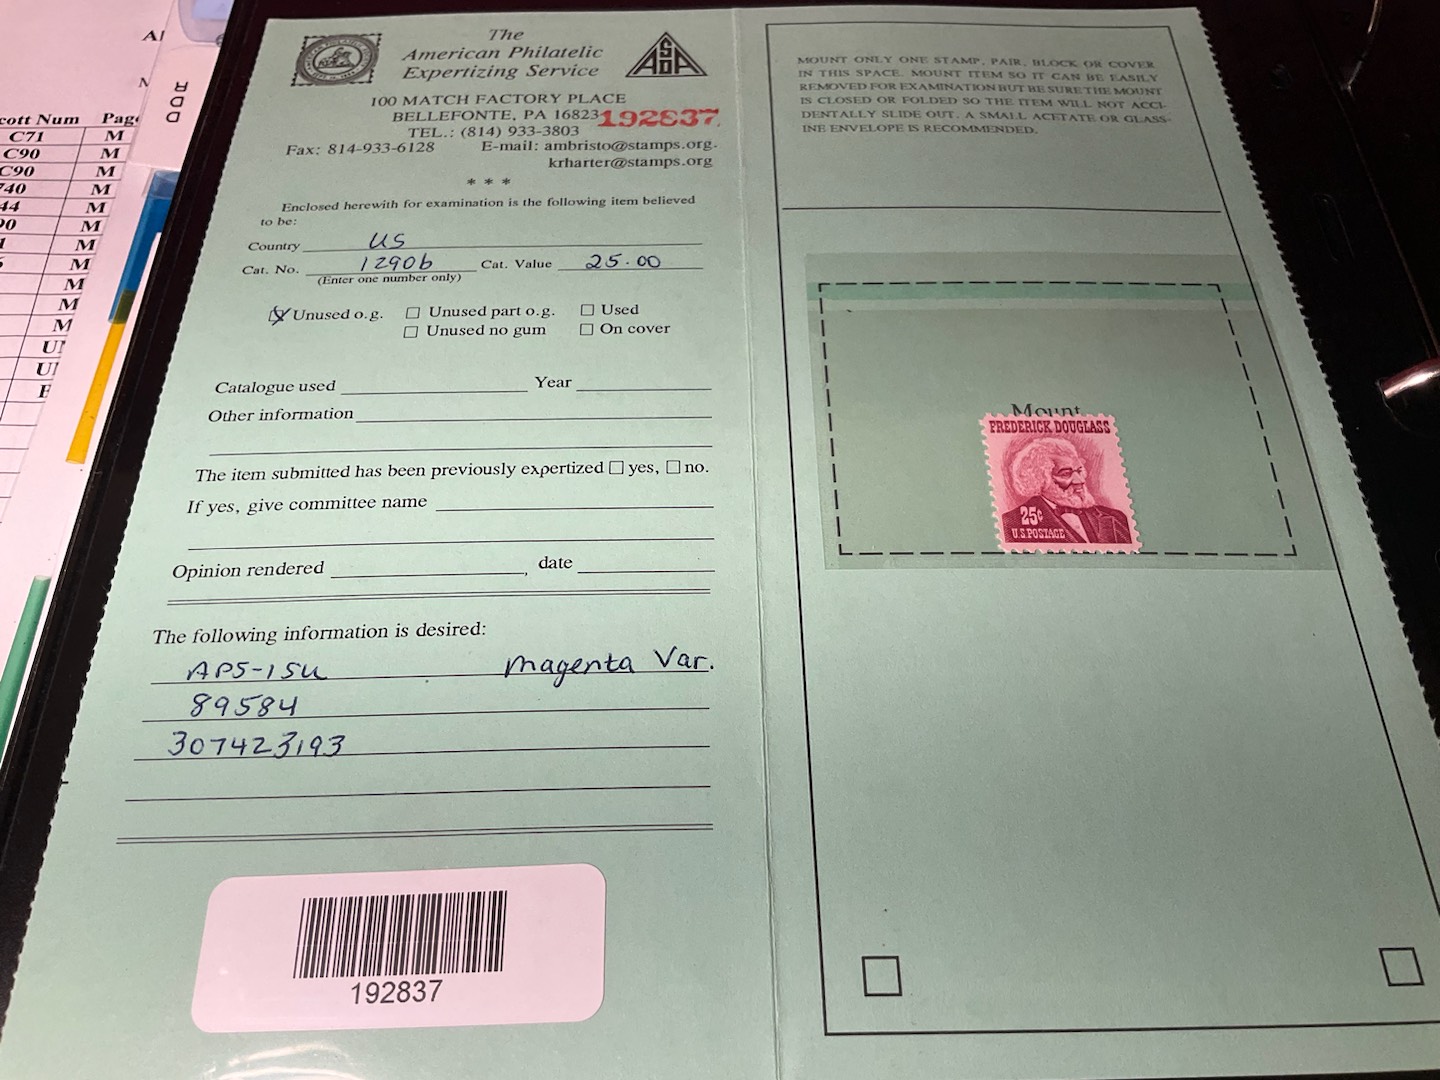 The
American Philatelic
Expertizing Service
100 MATCH FACTORY PLACE
BELLEFONTE, PA 16823
192837
TEL.: (814) 933-3803
Fax: 814-933-6128 E-mail: ambristo@stamps.org.
krharter@stamps.org
* * *
Enclosed herewith for examination is the following item believed
to be:
Country US
Cat. No. 1290b Cat. Value 25.00
(Enter one number only)
Unused o.g. Unused part o.g. Used
Unused no gum On cover
Catalogue used Year
Other information
The item submitted has been previously expertized yes, no.
If yes, give committee name
Opinion rendered , date
The following information is desired:
APS-ISU Magenta Var.
89584
307423193
192837
MOUNT ONLY ONE STAMP, PAIR, BLOCK OR COVER
IN THIS SPACE. MOUNT ITEM SO IT CAN BE EASILY
REMOVED FOR EXAMINATION BUT BE SURE THE MOUNT
IS CLOSED OR FOLDED SO THE ITEM WILL NOT ACCI-
DENTALLY SLIDE OUT. A SMALL ACETATE OR GLASS-
INE ENVELOPE IS RECOMMENDED.
Mount
FREDERICK DOUGLASS
25¢
U.S. POSTAGE
ASDA
cott Num Page
C71 M
C90 M
C90 M
740 M
44 M
90 M
M
M
M
M
M